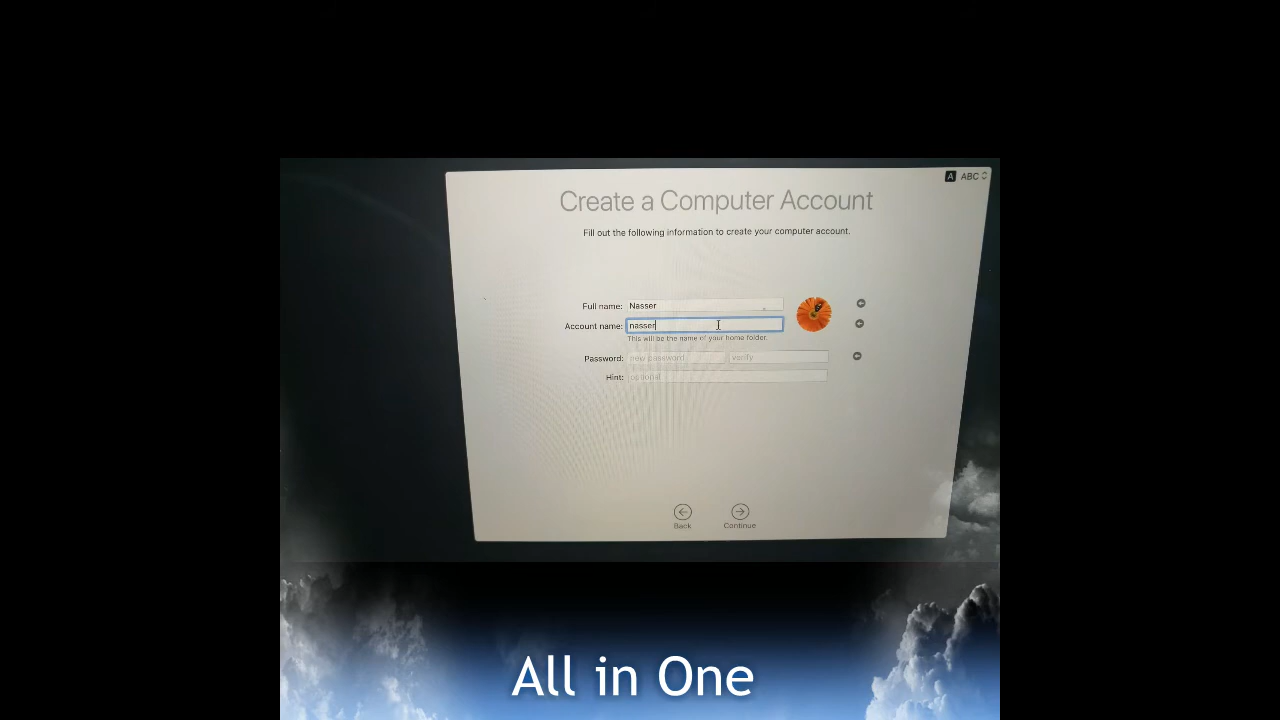 A ABC
Create a Computer Account
Fill out the following information to create your computer account.
Full name: Nasser
Account name: nasser
This will be the name of your home folder.
Password: new password verify
Hint: optional
Back Continue
All in One